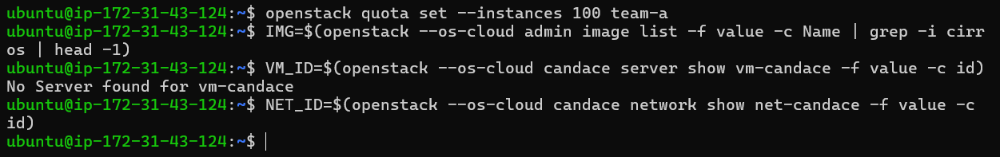 ubuntu@ip-172-31-43-124:~$ openstack quota set --instances 100 team-a
ubuntu@ip-172-31-43-124:~$ IMG=$(openstack --os-cloud admin image list -f value -c Name | grep -i cirr
os | head -1)
ubuntu@ip-172-31-43-124:~$ VM_ID=$(openstack --os-cloud candace server show vm-candace -f value -c id)
No Server found for vm-candace
ubuntu@ip-172-31-43-124:~$ NET_ID=$(openstack --os-cloud candace network show net-candace -f value -c
id)
ubuntu@ip-172-31-43-124:~$